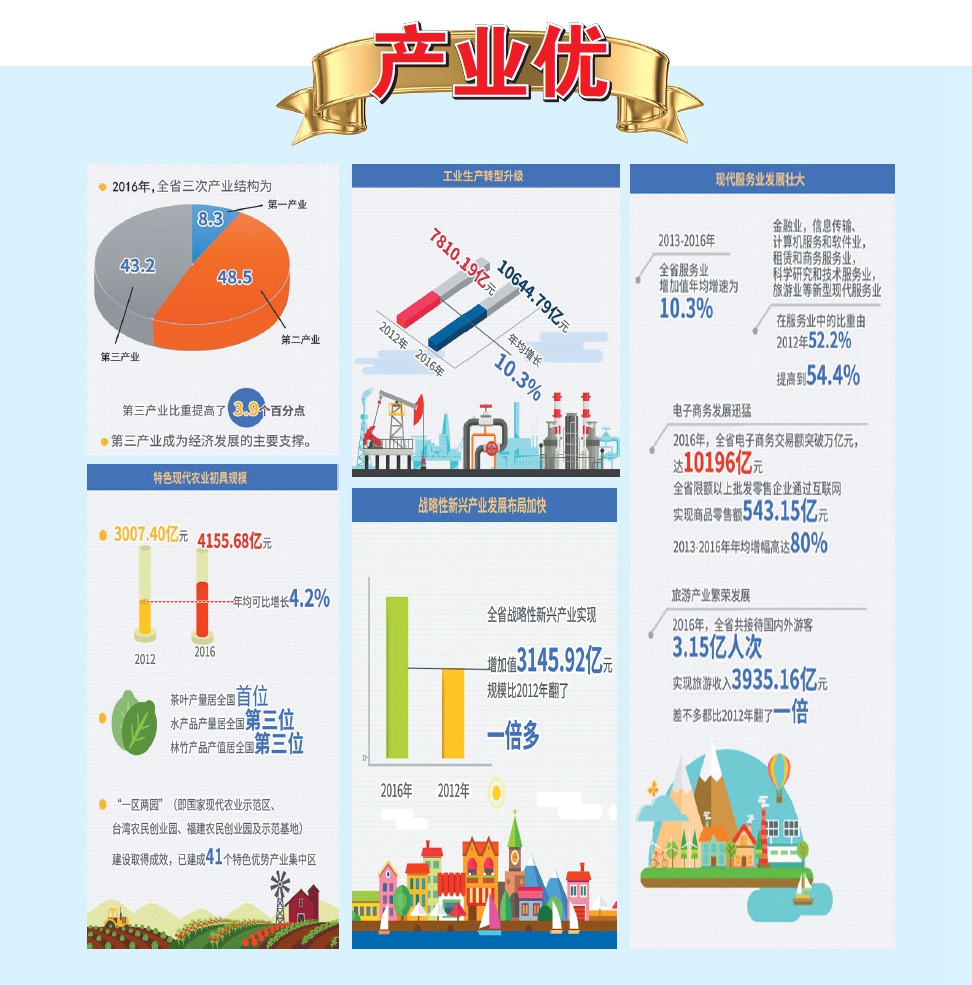 产业优
2016年,全省三次产业结构为
第一产业
8.3
43.2
48.5
第二产业
第三产业
第三产业比重提高了3.9个百分点
第三产业成为经济发展的主要支撑。
特色现代农业初具规模
3007.40亿元
4155.68亿元
年均可比增长4.2%
2012
2016
茶叶产量居全国首位
水产品产量居全国第三位
林竹产品产值居全国第三位
“一区两园”（即国家现代农业示范区、
台湾农民创业园、福建农民创业园及示范基地）
建设取得成效，已建成41个特色优势产业集中区
工业生产转型升级
7810.19亿元
10644.79亿元
2012年
2016年
年均增长
10.3%
战略性新兴产业发展布局加快
全省战略性新兴产业实现
增加值3145.92亿元
规模比2012年翻了
一倍多
0
2016年
2012年
现代服务业发展壮大
2013-2016年
全省服务业
增加值年均增速为
10.3%
金融业，信息传输、
计算机服务和软件业，
租赁和商务服务业，
科学研究和技术服务业，
旅游业等新型现代服务业
在服务业中的比重由
2012年52.2%
提高到54.4%
电子商务发展迅猛
2016年，全省电子商务交易额突破万亿元，
达10196亿元
全省限额以上批发零售企业通过互联网
实现商品零售额543.15亿元
2013-2016年年均增幅高达80%
旅游产业繁荣发展
2016年，全省共接待国内外游客
3.15亿人次
实现旅游收入3935.16亿元
差不多都比2012年翻了一倍